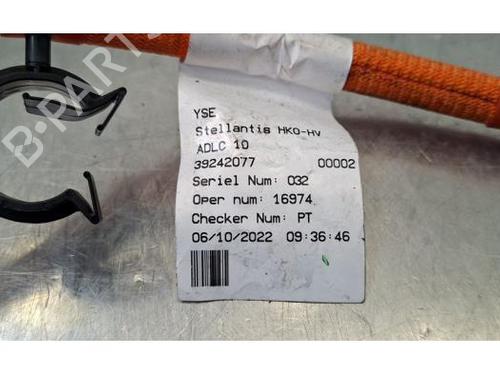 B-PARTS
YSE
Stellantis HKO-HV
ADLC 10
39242077 00002
Seriel Num: 032
Oper num: 16974
Checker Num: PT
06/10/2022 09:36:46